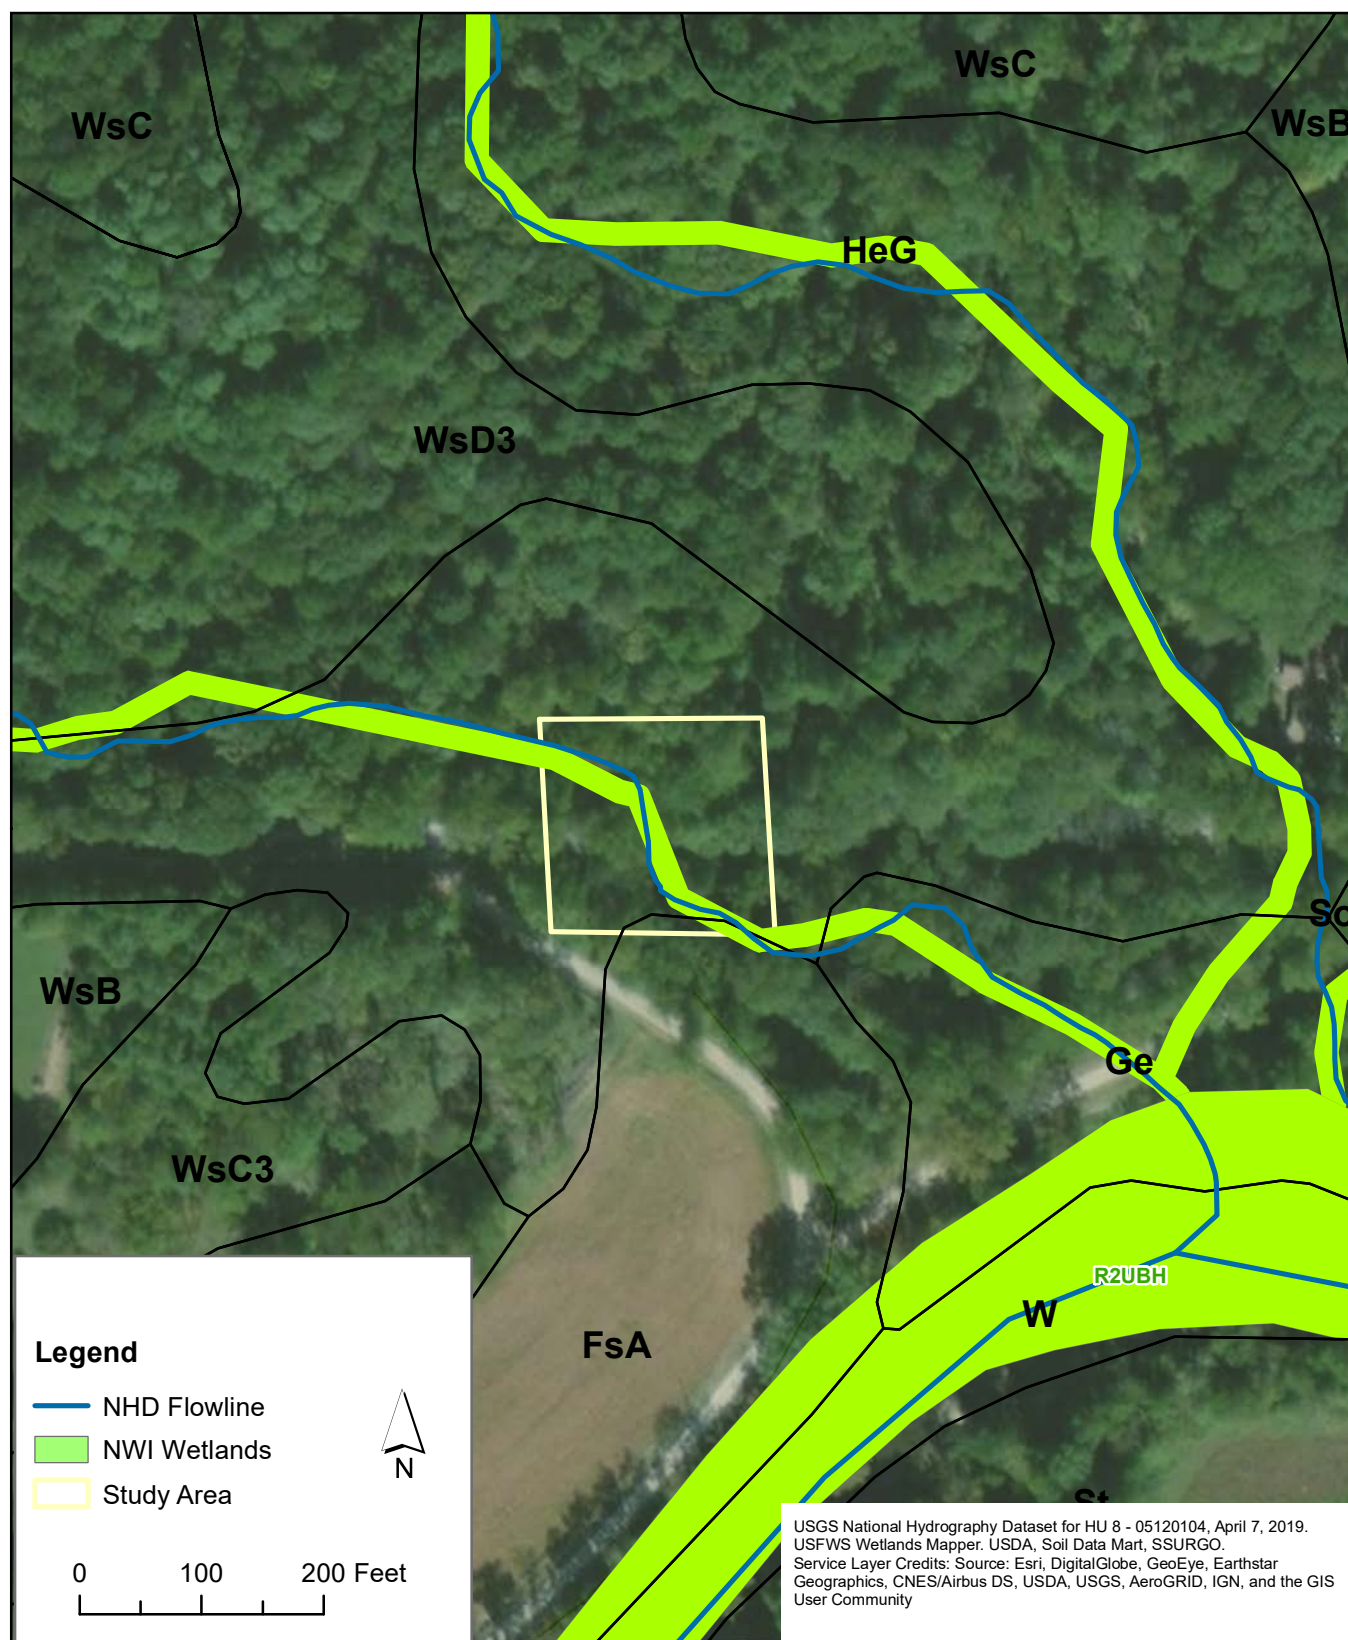 WsC
WsC
WsB
HeG
WsD3
WsB
Ge
WsC3
R2UBH
W
FsA
St
Legend
NHD Flowline
NWI Wetlands
Study Area
N
0 100 200 Feet
USGS National Hydrography Dataset for HU 8 - 05120104, April 7, 2019.
USFWS Wetlands Mapper. USDA, Soil Data Mart, SSURGO.
Service Layer Credits: Source: Esri, DigitalGlobe, GeoEye, Earthstar
Geographics, CNES/Airbus DS, USDA, USGS, AeroGRID, IGN, and the GIS
User Community